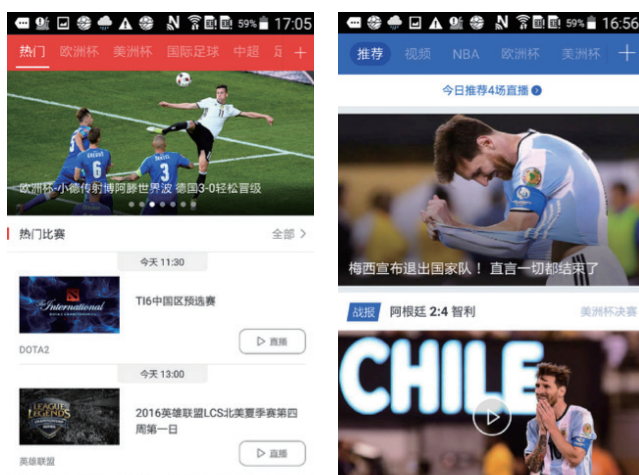 59% 17:05
热门 欧洲杯 美洲杯 国际足球 中超 +
欧洲杯-小德传射博阿滕世界波 德国3-0轻松晋级
热门比赛 全部 >
今天 11:30
The International
TI6中国区预选赛
DOTA2
直播
今天 13:00
LEAGUE of LEGENDS
2016英雄联盟LCS北美夏季赛第四
周第一日
英雄联盟
直播
59% 16:56
推荐 视频 NBA 欧洲杯 美洲杯 +
今日推荐4场直播
梅西宣布退出国家队！ 直言一切都结束了
战报 阿根廷 2:4 智利 美洲杯决赛
CHILE